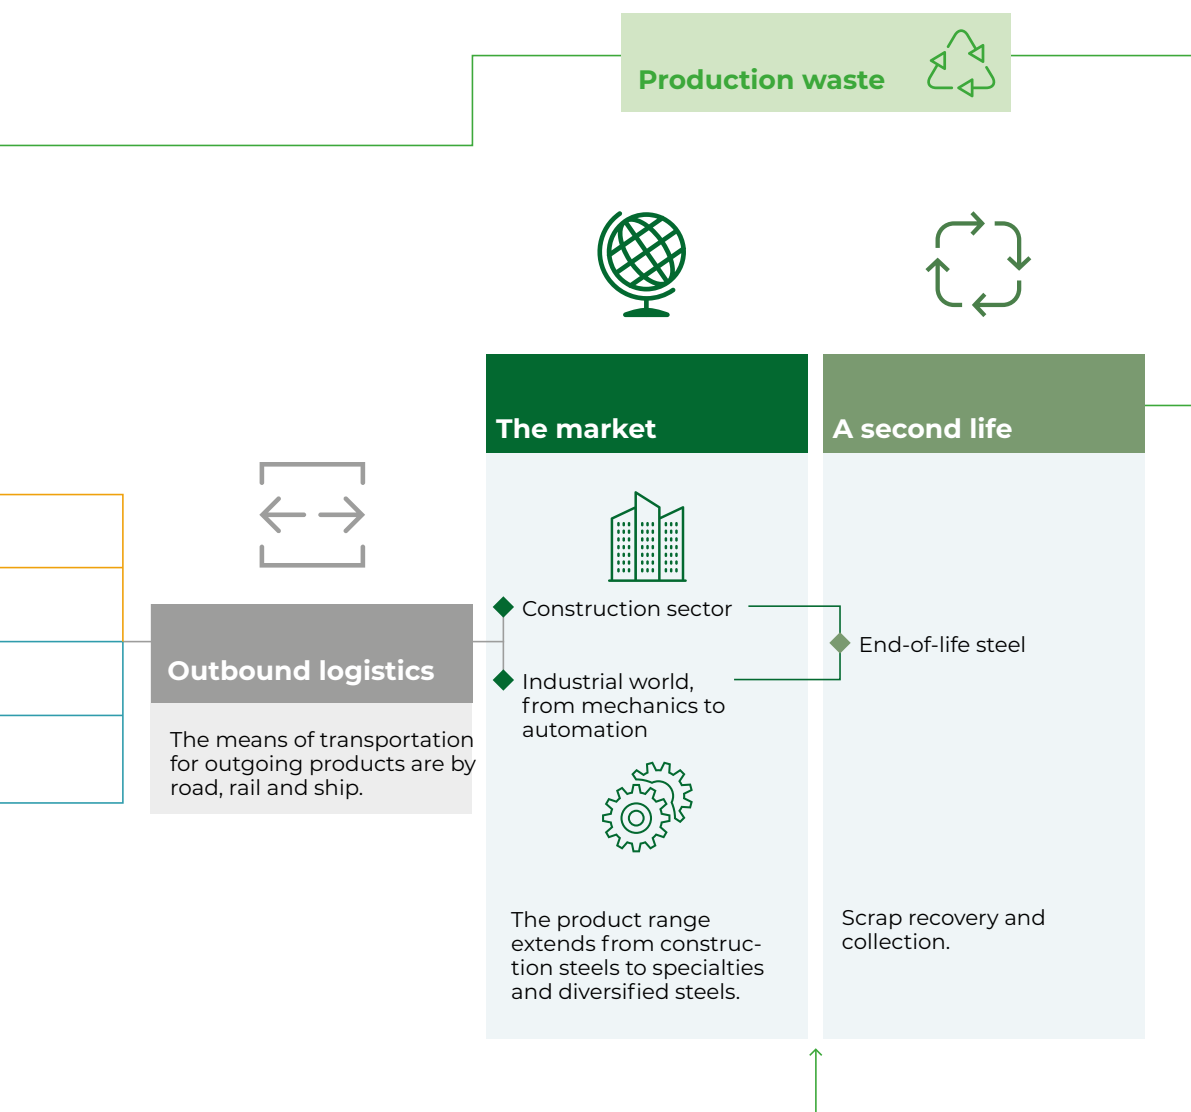 Production waste
The market
A second life
Outbound logistics
The means of transportation
for outgoing products are by
road, rail and ship.
Construction sector
Industrial world,
from mechanics to
automation
End-of-life steel
The product range
extends from construc-
tion steels to specialties
and diversified steels.
Scrap recovery and
collection.